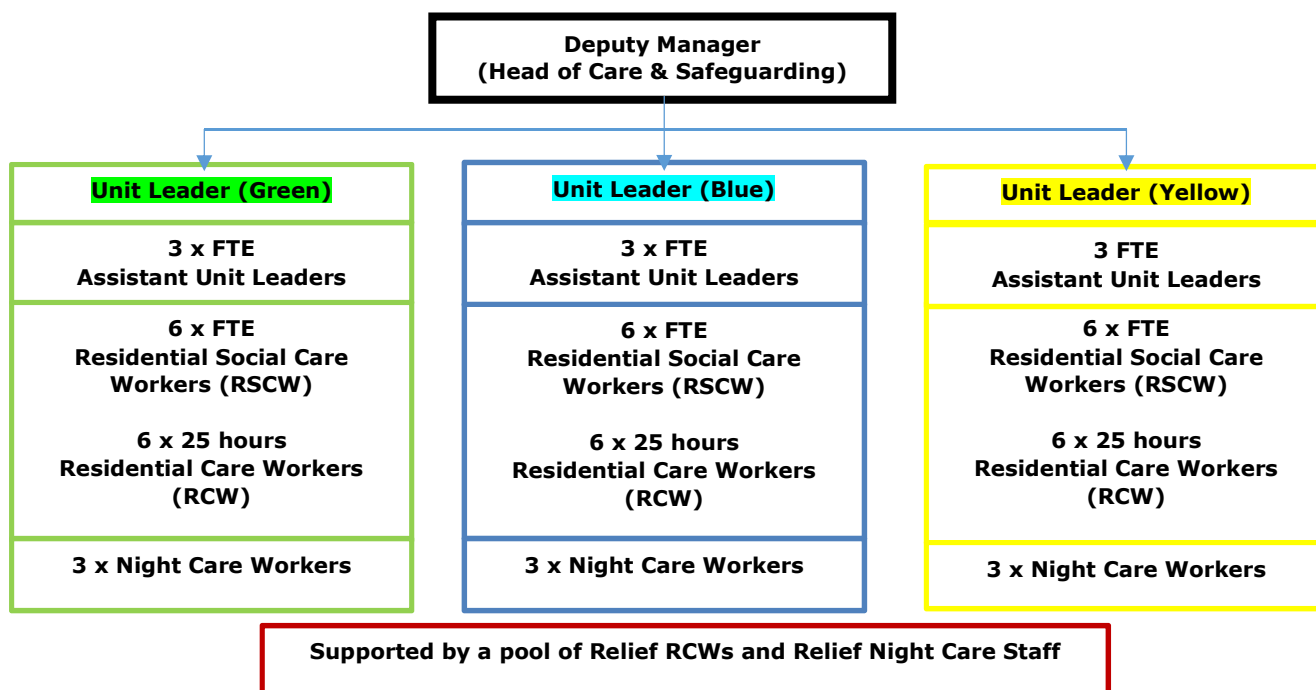 Deputy Manager
(Head of Care & Safeguarding)
Unit Leader (Green)
3 x FTE
Assistant Unit Leaders
6 x FTE
Residential Social Care
Workers (RSCW)
6 x 25 hours
Residential Care Workers
(RCW)
3 x Night Care Workers
Unit Leader (Blue)
3 x FTE
Assistant Unit Leaders
6 x FTE
Residential Social Care
Workers (RSCW)
6 x 25 hours
Residential Care Workers
(RCW)
3 x Night Care Workers
Unit Leader (Yellow)
3 FTE
Assistant Unit Leaders
6 x FTE
Residential Social Care
Workers (RSCW)
6 x 25 hours
Residential Care Workers
(RCW)
3 x Night Care Workers
Supported by a pool of Relief RCWs and Relief Night Care Staff